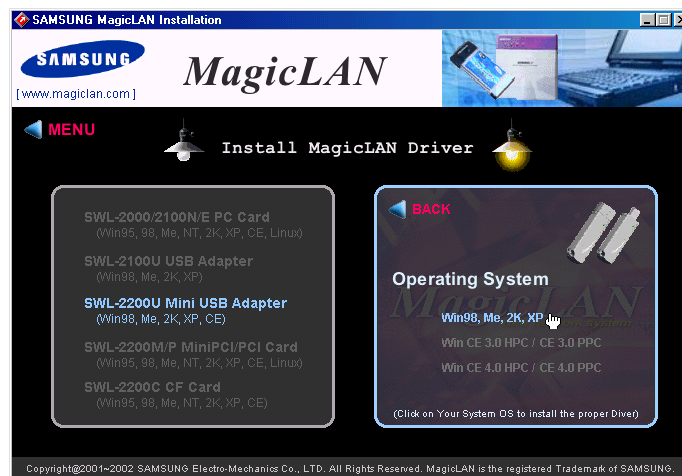 SAMSUNG MagicLAN Installation
SAMSUNG
MagicLAN
[ www.magiclan.com ]
MENU
Install MagicLAN Driver
SWL-2000/2100N/E PC Card
(Win95, 98, Me, NT, 2K, XP, CE, Linux)
SWL-2100U USB Adapter
(Win98, Me, 2K, XP)
SWL-2200U Mini USB Adapter
(Win98, Me, 2K, XP, CE)
SWL-2200M/P MiniPCI/PCI Card
(Win95, 98, Me, NT, 2K, XP, CE, Linux)
SWL-2200C CF Card
(Win95, 98, Me, NT, 2K, XP, CE)
BACK
Operating System
MagicLAN
Win98, Me, 2K, XP
Win CE 3.0 HPC / CE 3.0 PPC
Win CE 4.0 HPC / CE 4.0 PPC
(Click on Your System OS to install the proper Diver)
Copyright@2001~2002 SAMSUNG Electro-Mechanics Co., LTD. All Rights Reserved. MagicLAN is the registered Trademark of SAMSUNG.